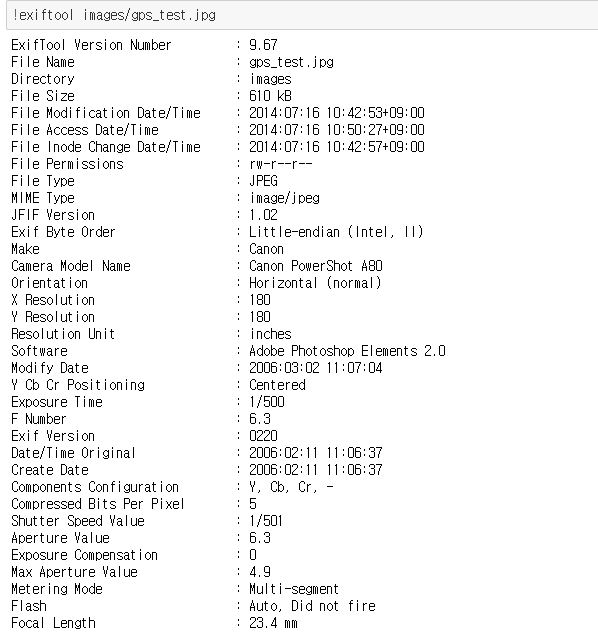 !exiftool images/gps_test.jpg
ExifTool Version Number : 9.67
File Name : gps_test.jpg
Directory : images
File Size : 610 kB
File Modification Date/Time : 2014:07:16 10:42:53+09:00
File Access Date/Time : 2014:07:16 10:50:27+09:00
File Inode Change Date/Time : 2014:07:16 10:42:57+09:00
File Permissions : rw-r--r--
File Type : JPEG
MIME Type : image/jpeg
JFIF Version : 1.02
Exif Byte Order : Little-endian (Intel, II)
Make : Canon
Camera Model Name : Canon PowerShot A80
Orientation : Horizontal (normal)
X Resolution : 180
Y Resolution : 180
Resolution Unit : inches
Software : Adobe Photoshop Elements 2.0
Modify Date : 2006:03:02 11:07:04
Y Cb Cr Positioning : Centered
Exposure Time : 1/500
F Number : 6.3
Exif Version : 0220
Date/Time Original : 2006:02:11 11:06:37
Create Date : 2006:02:11 11:06:37
Components Configuration : Y, Cb, Cr, -
Compressed Bits Per Pixel : 5
Shutter Speed Value : 1/501
Aperture Value : 6.3
Exposure Compensation : 0
Max Aperture Value : 4.9
Metering Mode : Multi-segment
Flash : Auto, Did not fire
Focal Length : 23.4 mm